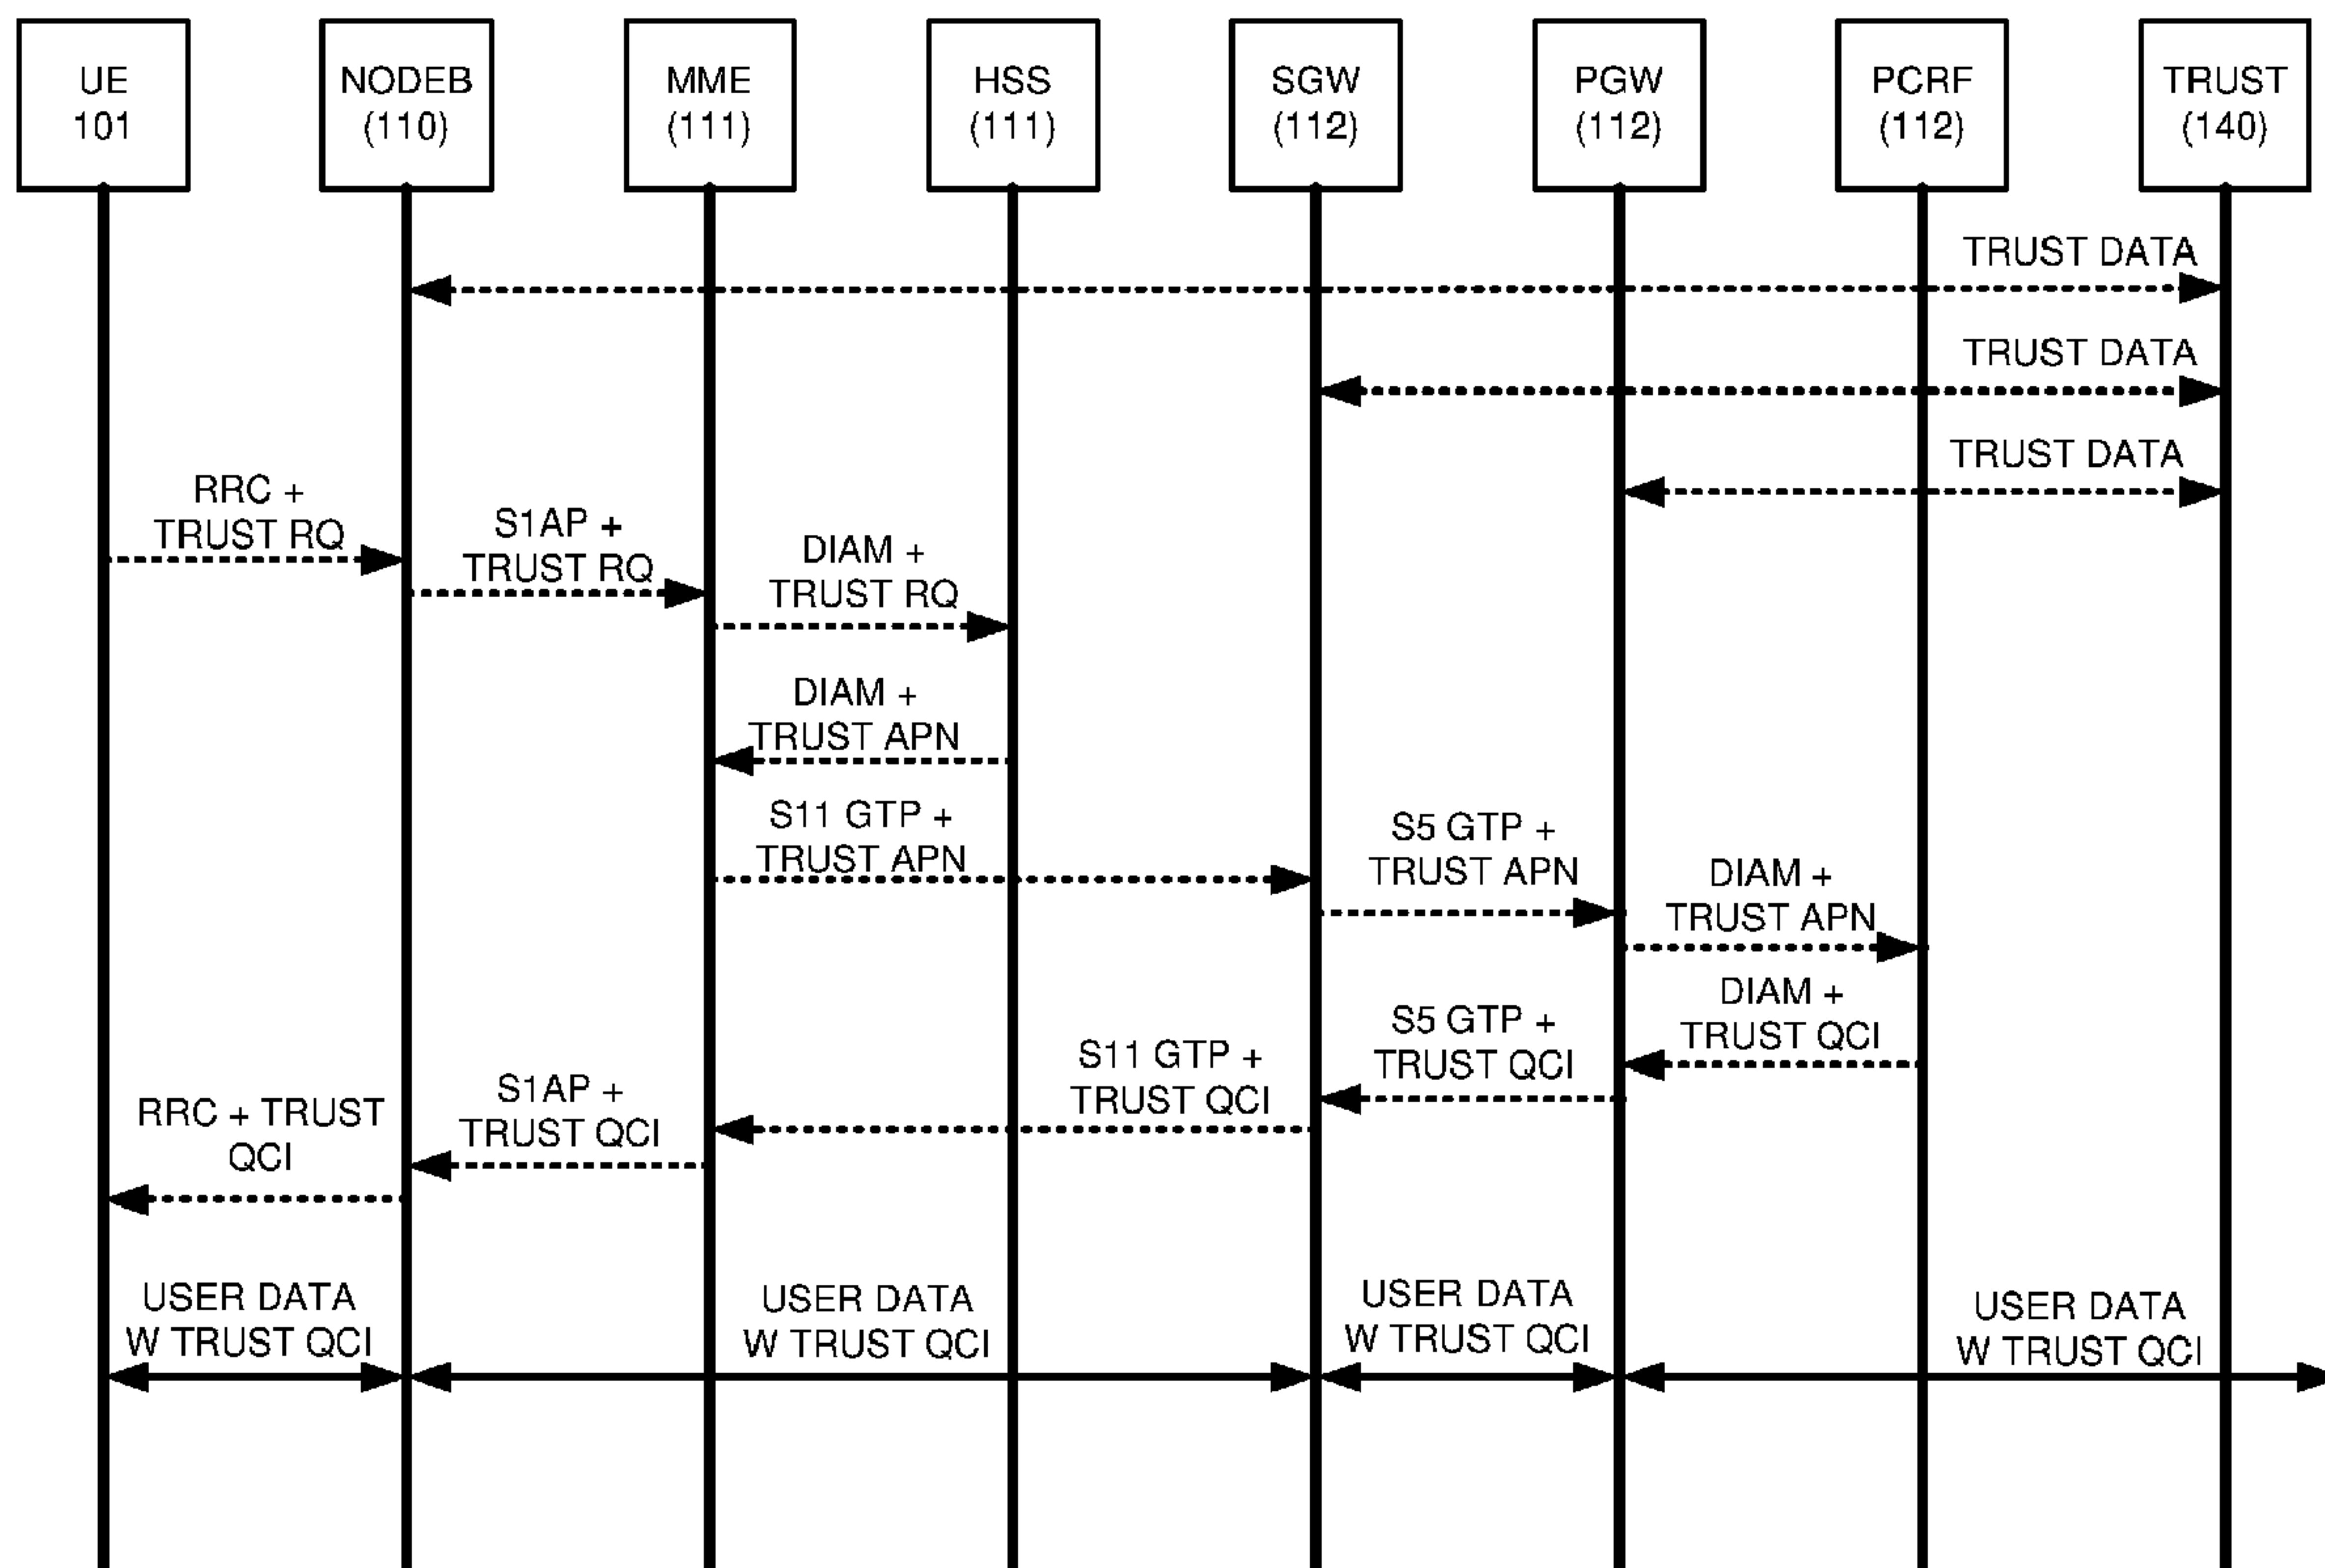 UE
101
NODEB
(110)
MME
(111)
HSS
(111)
SGW
(112)
PGW
(112)
PCRF
(112)
TRUST
(140)
TRUST DATA
TRUST DATA
TRUST DATA
RRC +
TRUST RQ
S1AP +
TRUST RQ
DIAM +
TRUST RQ
DIAM +
TRUST APN
S11 GTP +
TRUST APN
S5 GTP +
TRUST APN
DIAM +
TRUST APN
DIAM +
TRUST QCI
S5 GTP +
TRUST QCI
S11 GTP +
TRUST QCI
S1AP +
TRUST QCI
RRC + TRUST
QCI
USER DATA
W TRUST QCI
USER DATA
W TRUST QCI
USER DATA
W TRUST QCI
USER DATA
W TRUST QCI